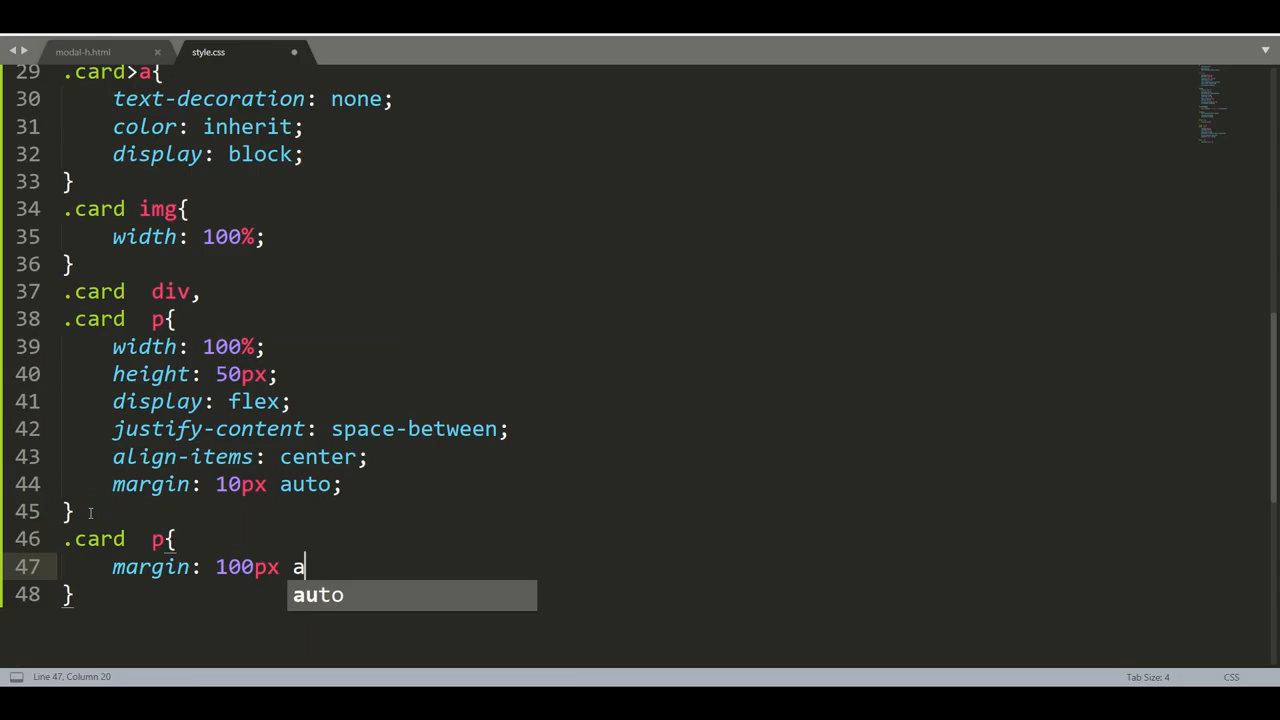 modal-h.html × style.css
29 .card>a{
30 text-decoration: none;
31 color: inherit;
32 display: block;
33 }
34 .card img{
35 width: 100%;
36 }
37 .card  div,
38 .card  p{
39 width: 100%;
40 height: 50px;
41 display: flex;
42 justify-content: space-between;
43 align-items: center;
44 margin: 10px auto;
45 }
46 .card  p{
47 margin: 100px a
auto
48 }
Line 47, Column 20 Tab Size: 4 CSS